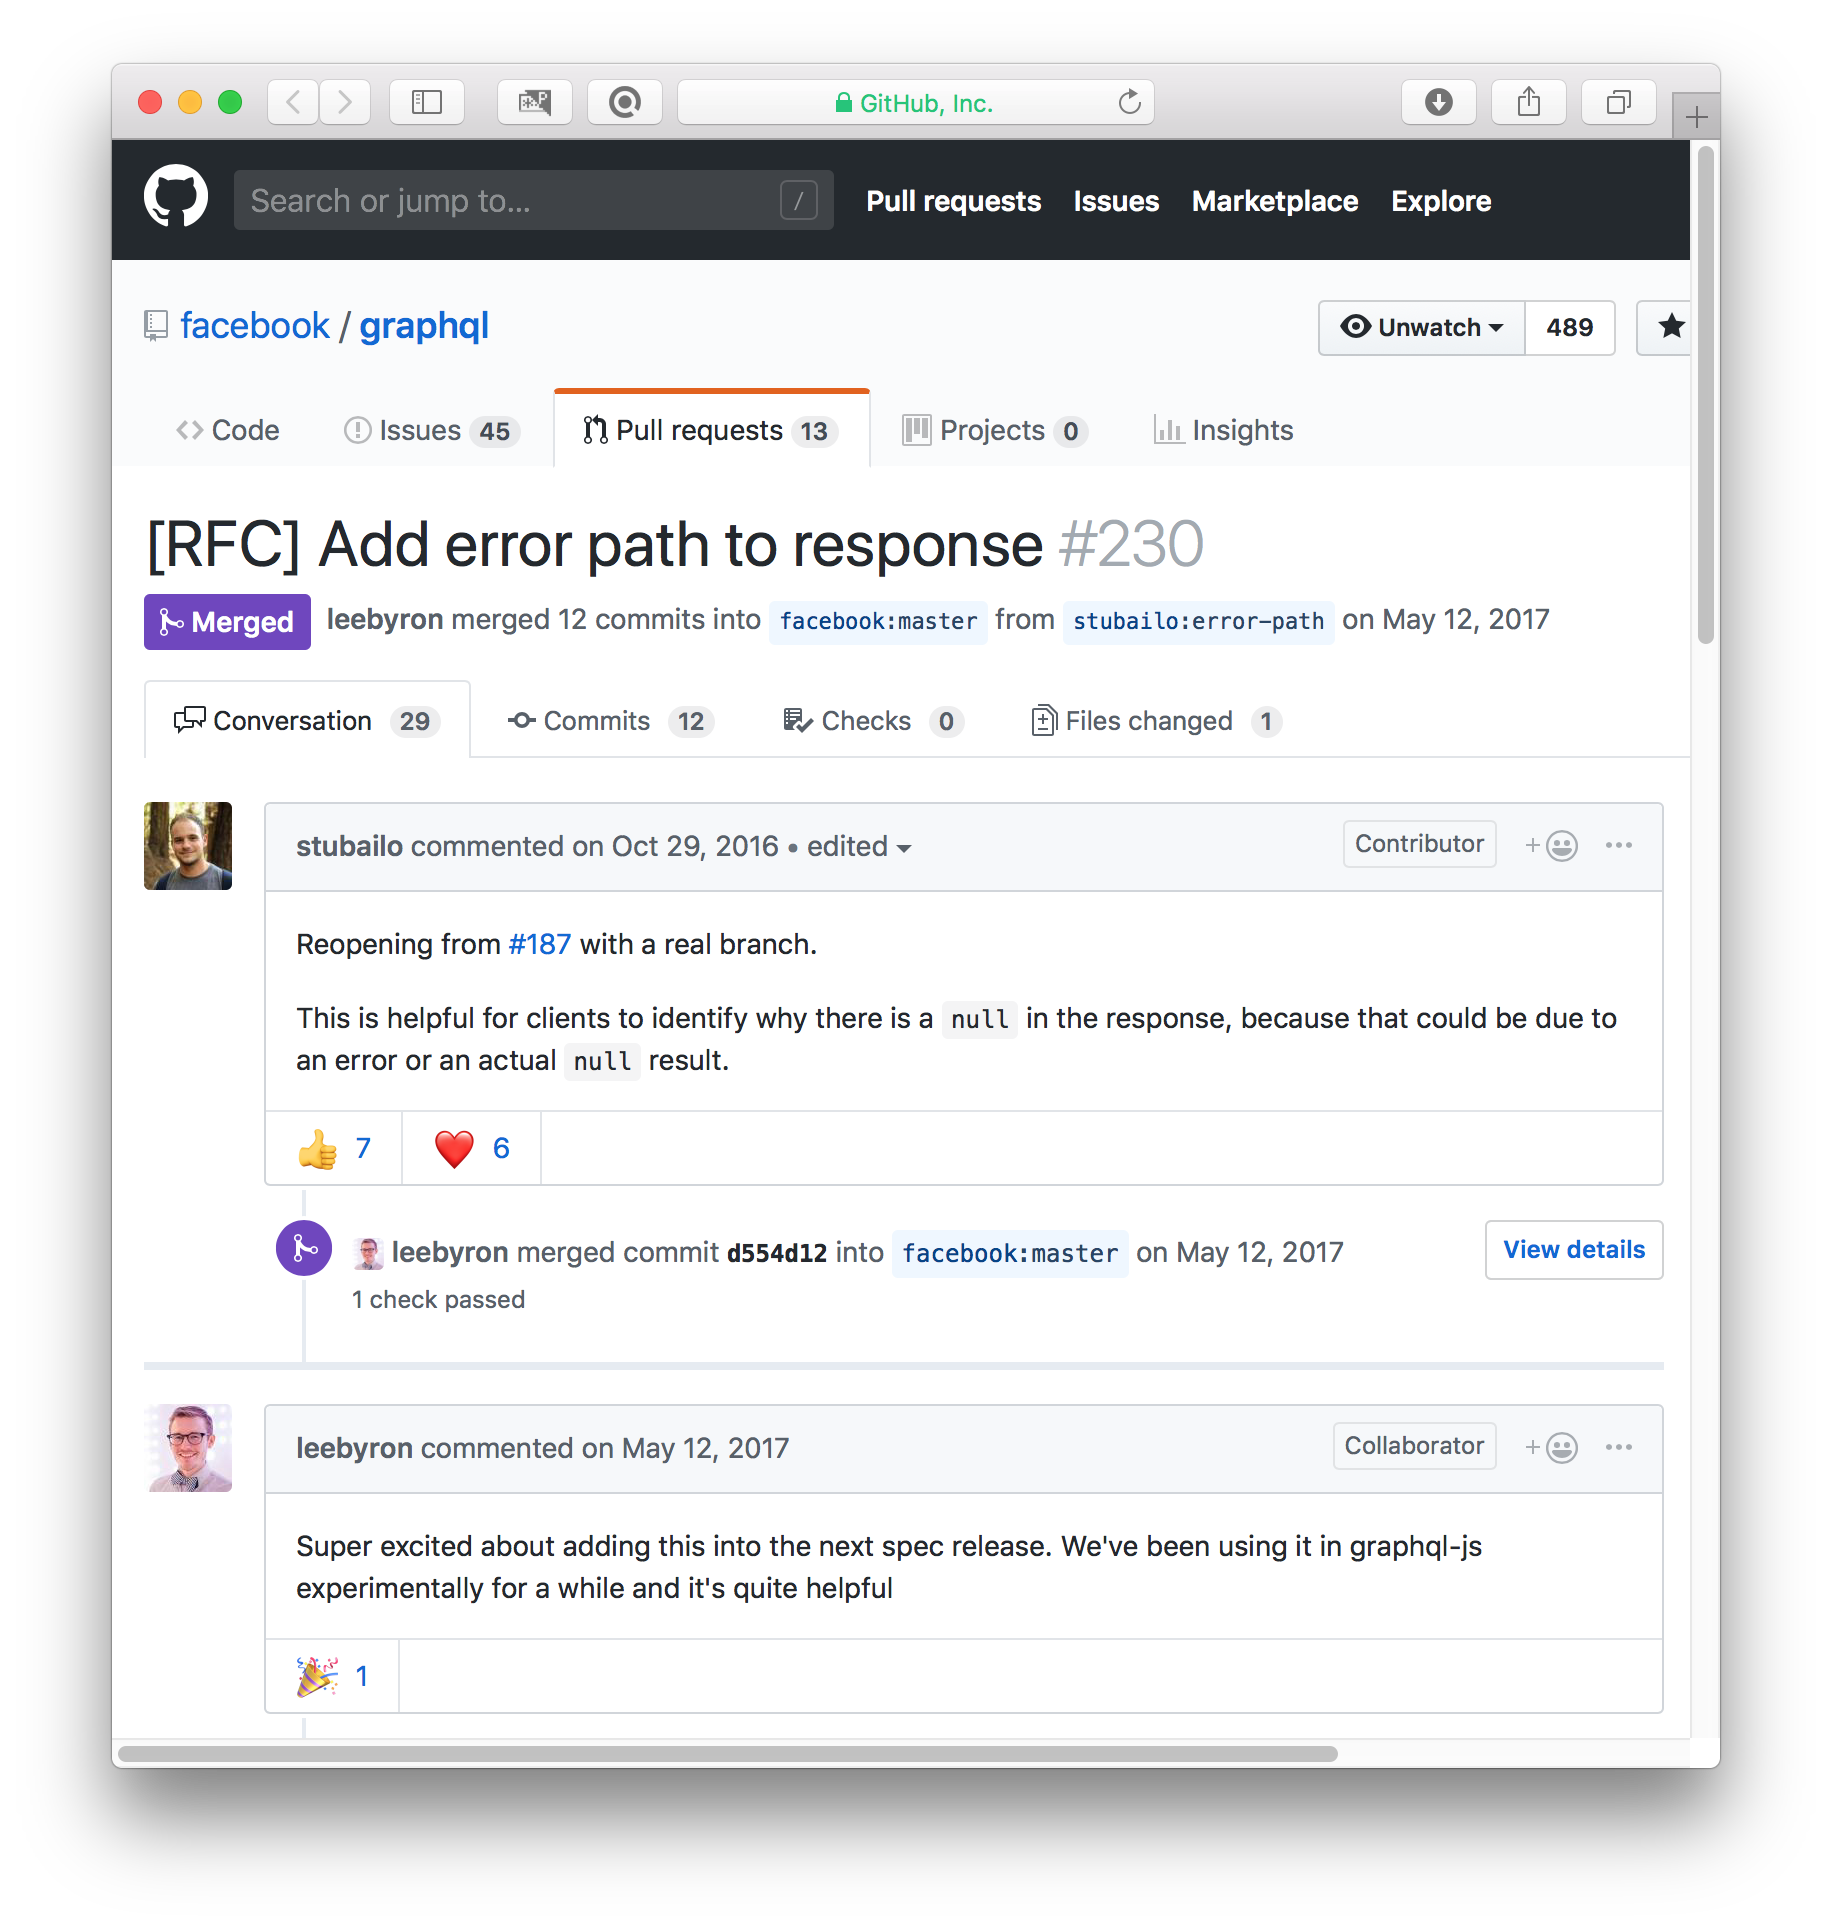 GitHub, Inc.
Search or jump to... /
Pull requests Issues Marketplace Explore
facebook / graphql
Unwatch 489
Code Issues 45 Pull requests 13 Projects 0 Insights
[RFC] Add error path to response #230
Merged leebyron merged 12 commits into facebook:master from stubailo:error-path on May 12, 2017
Conversation 29 Commits 12 Checks 0 Files changed 1
stubailo commented on Oct 29, 2016 • edited Contributor
Reopening from #187 with a real branch.
This is helpful for clients to identify why there is a null in the response, because that could be due to
an error or an actual null result.
👍 7 ❤️ 6
leebyron merged commit d554d12 into facebook:master on May 12, 2017 View details
1 check passed
leebyron commented on May 12, 2017 Collaborator
Super excited about adding this into the next spec release. We've been using it in graphql-js
experimentally for a while and it's quite helpful
🎉 1